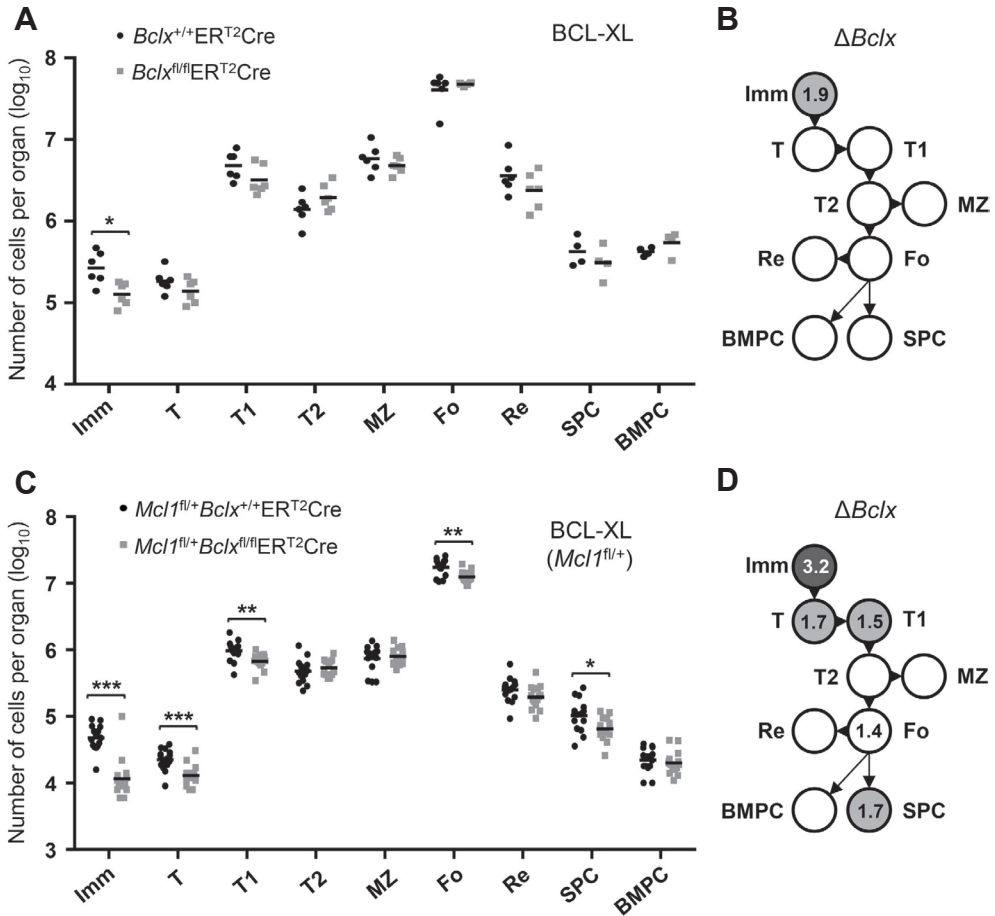 A
Bclx+/+ERT2Cre
Bclxfl/flERT2Cre
BCL-XL
Number of cells per organ (log10)
8
7
6
5
4
*
Imm
T
T1
T2
MZ
Fo
Re
SPC
BMPC
B
ΔBclx
Imm 1.9
T T1
T2 MZ
Re Fo
BMPC SPC
C
Mcl1fl/+Bclx+/+ERT2Cre
Mcl1fl/+Bclxfl/flERT2Cre
BCL-XL
(Mcl1fl/+)
Number of cells per organ (log10)
8
7
6
5
4
3
***
***
**
**
*
Imm
T
T1
T2
MZ
Fo
Re
SPC
BMPC
D
ΔBclx
Imm 3.2
T 1.7 1.5 T1
T2 MZ
Re 1.4 Fo
BMPC 1.7 SPC